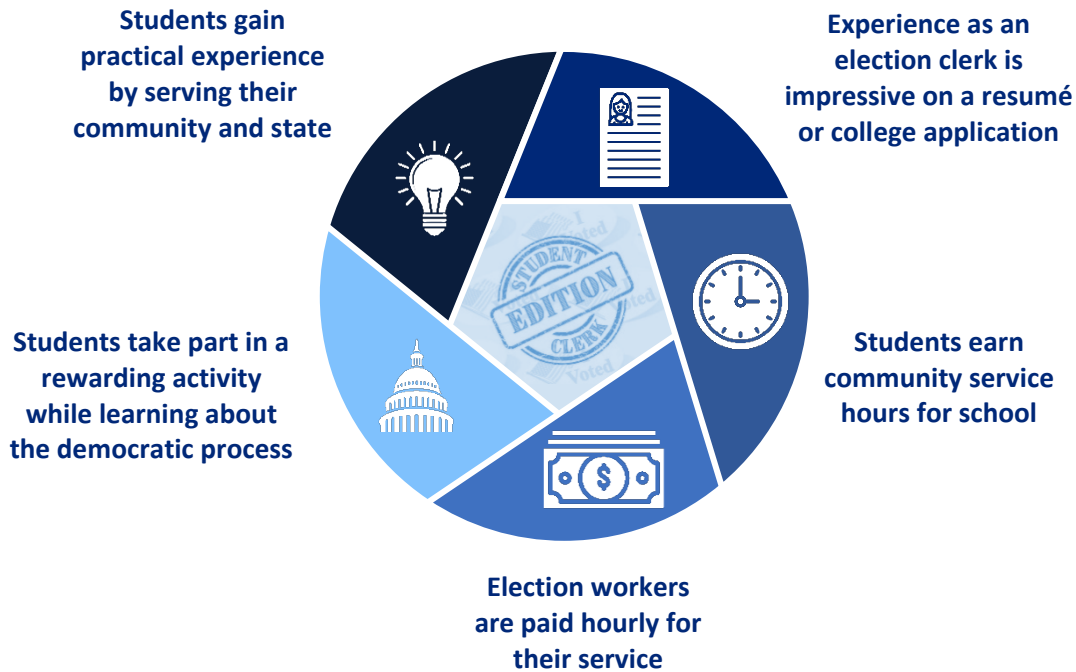 Students gain
practical experience
by serving their
community and state
Experience as an
election clerk is
impressive on a resumé
or college application
I
Voted
STUDENT
EDITION
CLERK
Voted
Students take part in a
rewarding activity
while learning about
the democratic process
Students earn
community service
hours for school
$
Election workers
are paid hourly for
their service